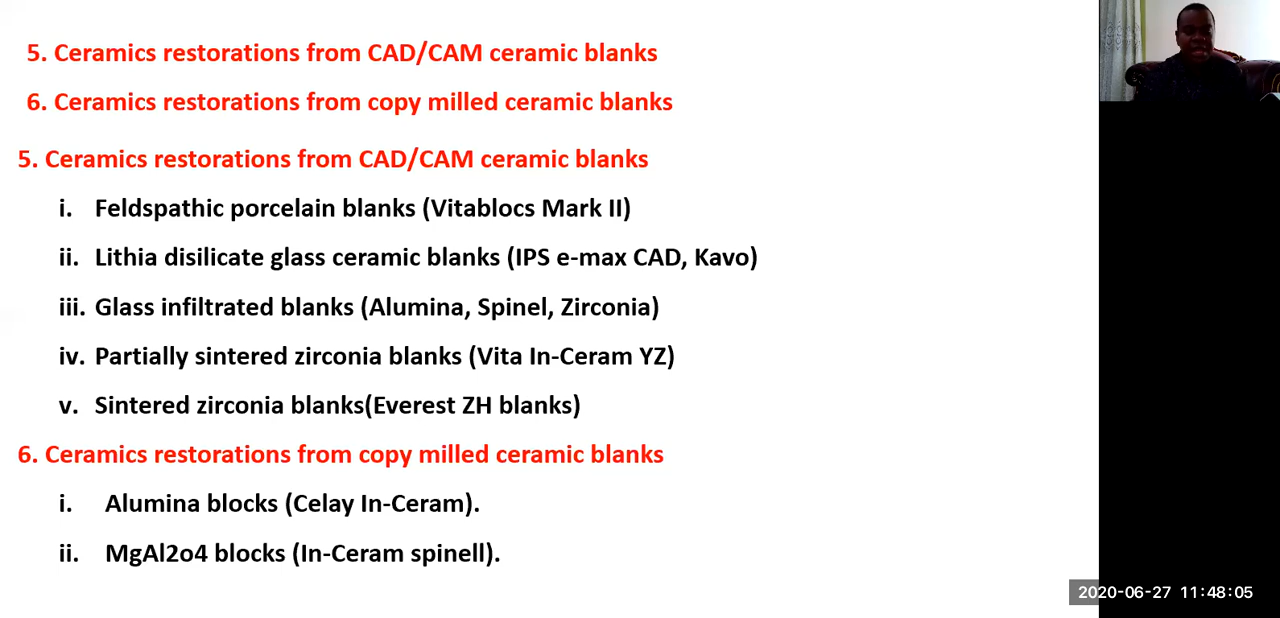 5. Ceramics restorations from CAD/CAM ceramic blanks
6. Ceramics restorations from copy milled ceramic blanks
5. Ceramics restorations from CAD/CAM ceramic blanks
i. Feldspathic porcelain blanks (Vitablocs Mark II)
ii. Lithia disilicate glass ceramic blanks (IPS e-max CAD, Kavo)
iii. Glass infiltrated blanks (Alumina, Spinel, Zirconia)
iv. Partially sintered zirconia blanks (Vita In-Ceram YZ)
v. Sintered zirconia blanks(Everest ZH blanks)
6. Ceramics restorations from copy milled ceramic blanks
i. Alumina blocks (Celay In-Ceram).
ii. MgAl2o4 blocks (In-Ceram spinell).
2020-06-27 11:48:05